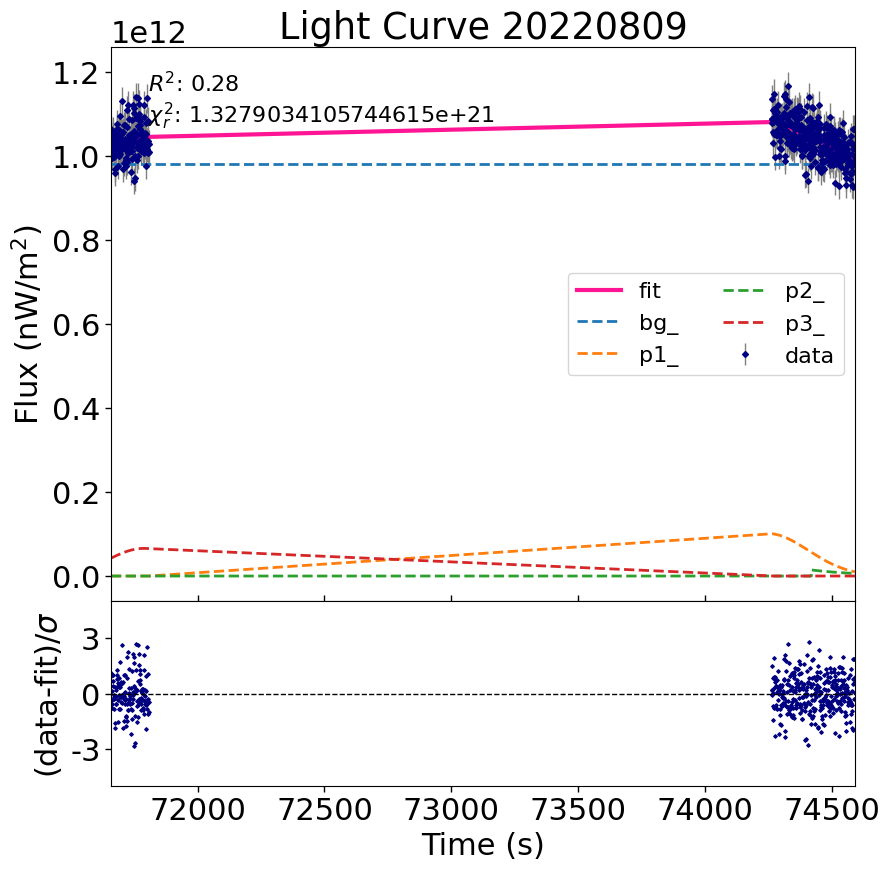 Light Curve 20220809
1e12
R²: 0.28
χ²ᵣ: 1.3279034105744615e+21
Flux (nW/m²)
1.2
1.0
0.8
0.6
0.4
0.2
0.0
fit
bg_
p1_
p2_
p3_
data
(data-fit)/σ
3
0
-3
72000 72500 73000 73500 74000 74500
Time (s)